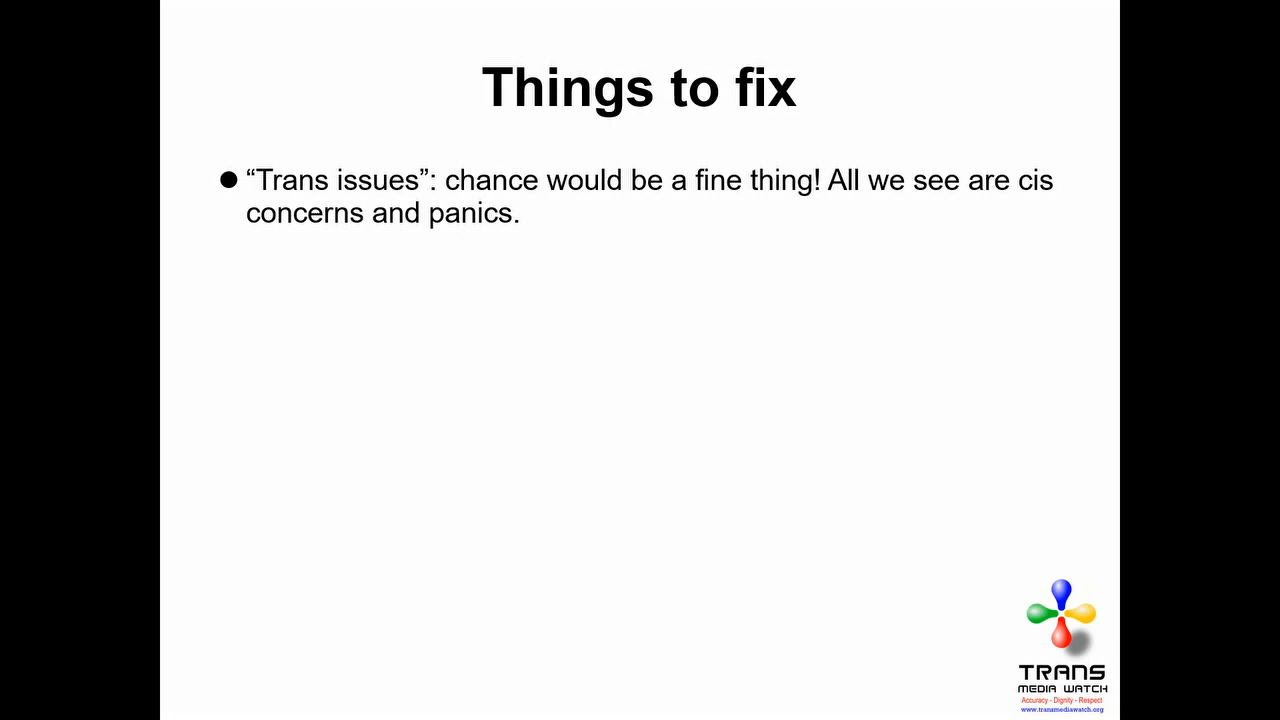 Things to fix
“Trans issues”: chance would be a fine thing! All we see are cis
concerns and panics.
TRANS
MEDIA WATCH
Accuracy - Dignity - Respect
www.transmediawatch.org